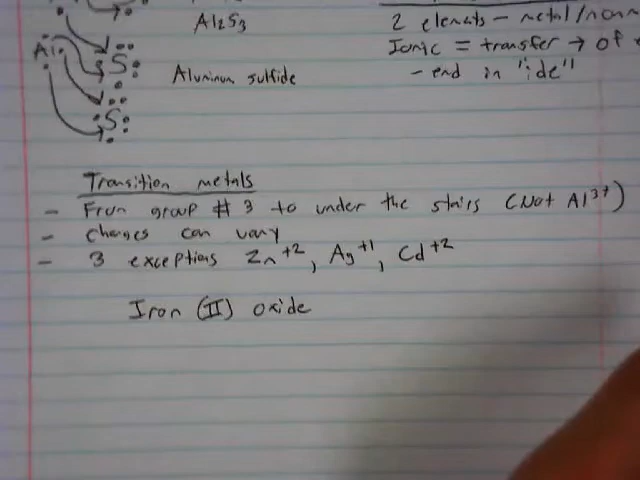 Al2S3
2 elements - metal/nonm
Al
S
Ionic = transfer → of
Aluminum sulfide
- end in "ide"
S
Transition metals
- From group # 3 to under the stairs (Not Al3+)
- charges can vary
- 3 exceptions Zn+2, Ag+1, Cd+2
Iron (II) oxide